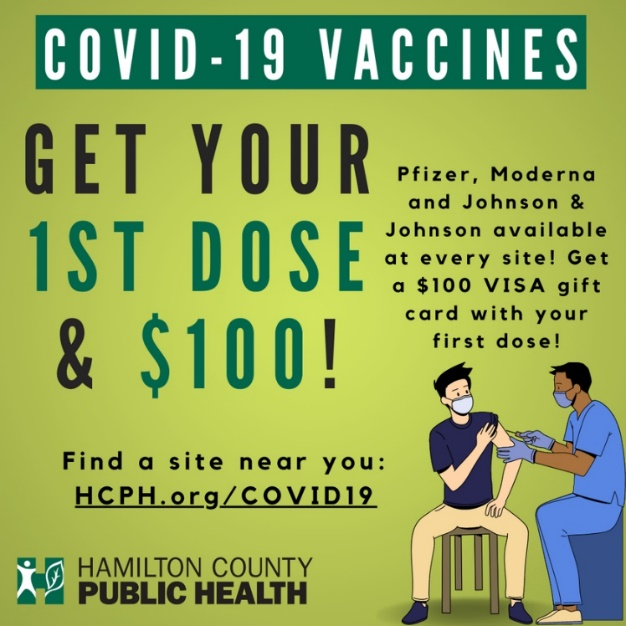 COVID-19 VACCINES
GET YOUR
1ST DOSE
& $100!
Pfizer, Moderna
and Johnson &
Johnson available
at every site! Get
a $100 VISA gift
card with your
first dose!
Find a site near you:
HCPH.org/COVID19
HAMILTON COUNTY
PUBLIC HEALTH